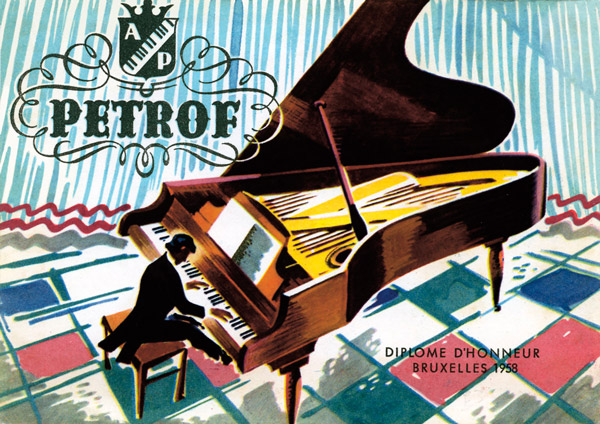 A P
PETROF
DIPLOME D'HONNEUR
BRUXELLES 1958